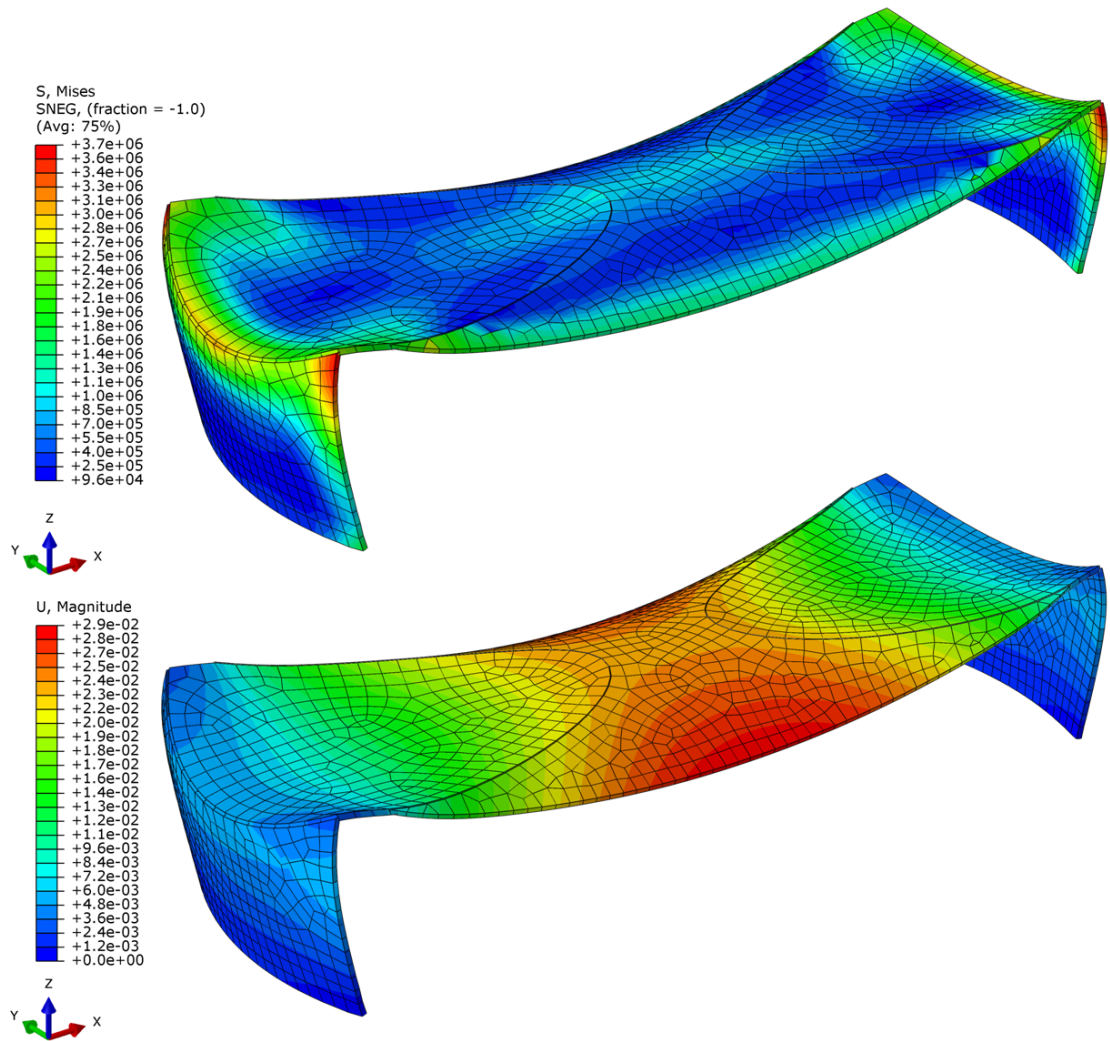 S, Mises
SNEG, (fraction = -1.0)
(Avg: 75%)
+3.7e+06
+3.6e+06
+3.4e+06
+3.3e+06
+3.1e+06
+3.0e+06
+2.8e+06
+2.7e+06
+2.5e+06
+2.4e+06
+2.2e+06
+2.1e+06
+1.9e+06
+1.8e+06
+1.6e+06
+1.4e+06
+1.3e+06
+1.1e+06
+1.0e+06
+8.5e+05
+7.0e+05
+5.5e+05
+4.0e+05
+2.5e+05
+9.6e+04
Z
Y
X
U, Magnitude
+2.9e-02
+2.8e-02
+2.7e-02
+2.5e-02
+2.4e-02
+2.3e-02
+2.2e-02
+2.0e-02
+1.9e-02
+1.8e-02
+1.7e-02
+1.6e-02
+1.4e-02
+1.3e-02
+1.2e-02
+1.1e-02
+9.6e-03
+8.4e-03
+7.2e-03
+6.0e-03
+4.8e-03
+3.6e-03
+2.4e-03
+1.2e-03
+0.0e+00
Z
Y
X